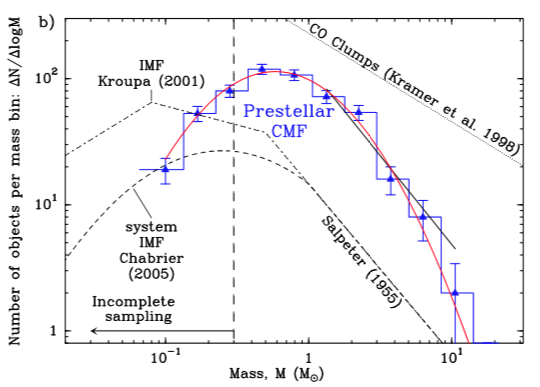 b)
CO Clumps (Kramer et al. 1998)
IMF
Kroupa (2001)
Prestellar
CMF
system
IMF
Chabrier
(2005)
Salpeter (1955)
Incomplete
sampling
Number of objects per mass bin: ΔN/ΔlogM
10²
10¹
1
10⁻¹
1
10¹
Mass, M (M⊙)